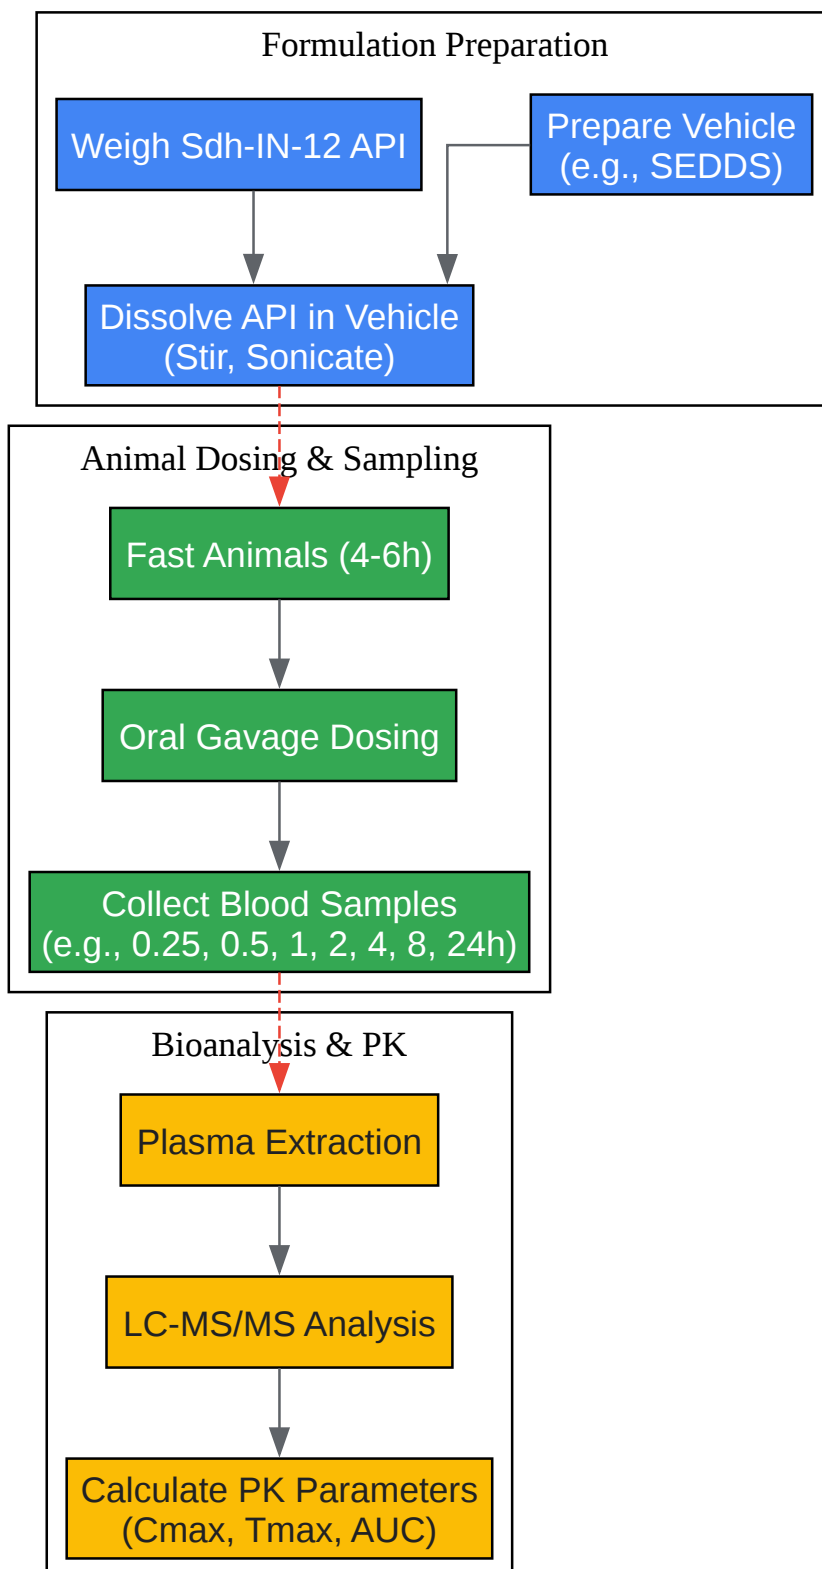 Formulation Preparation
Weigh Sdh-IN-12 API
Prepare Vehicle
(e.g., SEDDS)
Dissolve API in Vehicle
(Stir, Sonicate)
Animal Dosing & Sampling
Fast Animals (4-6h)
Oral Gavage Dosing
Collect Blood Samples
(e.g., 0.25, 0.5, 1, 2, 4, 8, 24h)
Bioanalysis & PK
Plasma Extraction
LC-MS/MS Analysis
Calculate PK Parameters
(Cmax, Tmax, AUC)